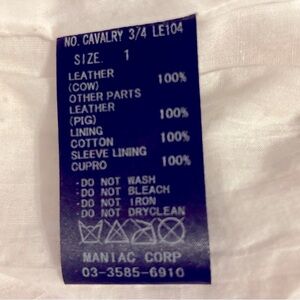 NO. CAVALRY 3/4 LE104
SIZE. 1
LEATHER 100%
(COW)
OTHER PARTS
LEATHER 100%
(PIG)
LINING
COTTON 100%
SLEEVE LINING
CUPRO 100%
·DO NOT WASH
·DO NOT BLEACH
·DO NOT IRON
·DO NOT DRYCLEAN
MANIAC CORP
03-3585-6910